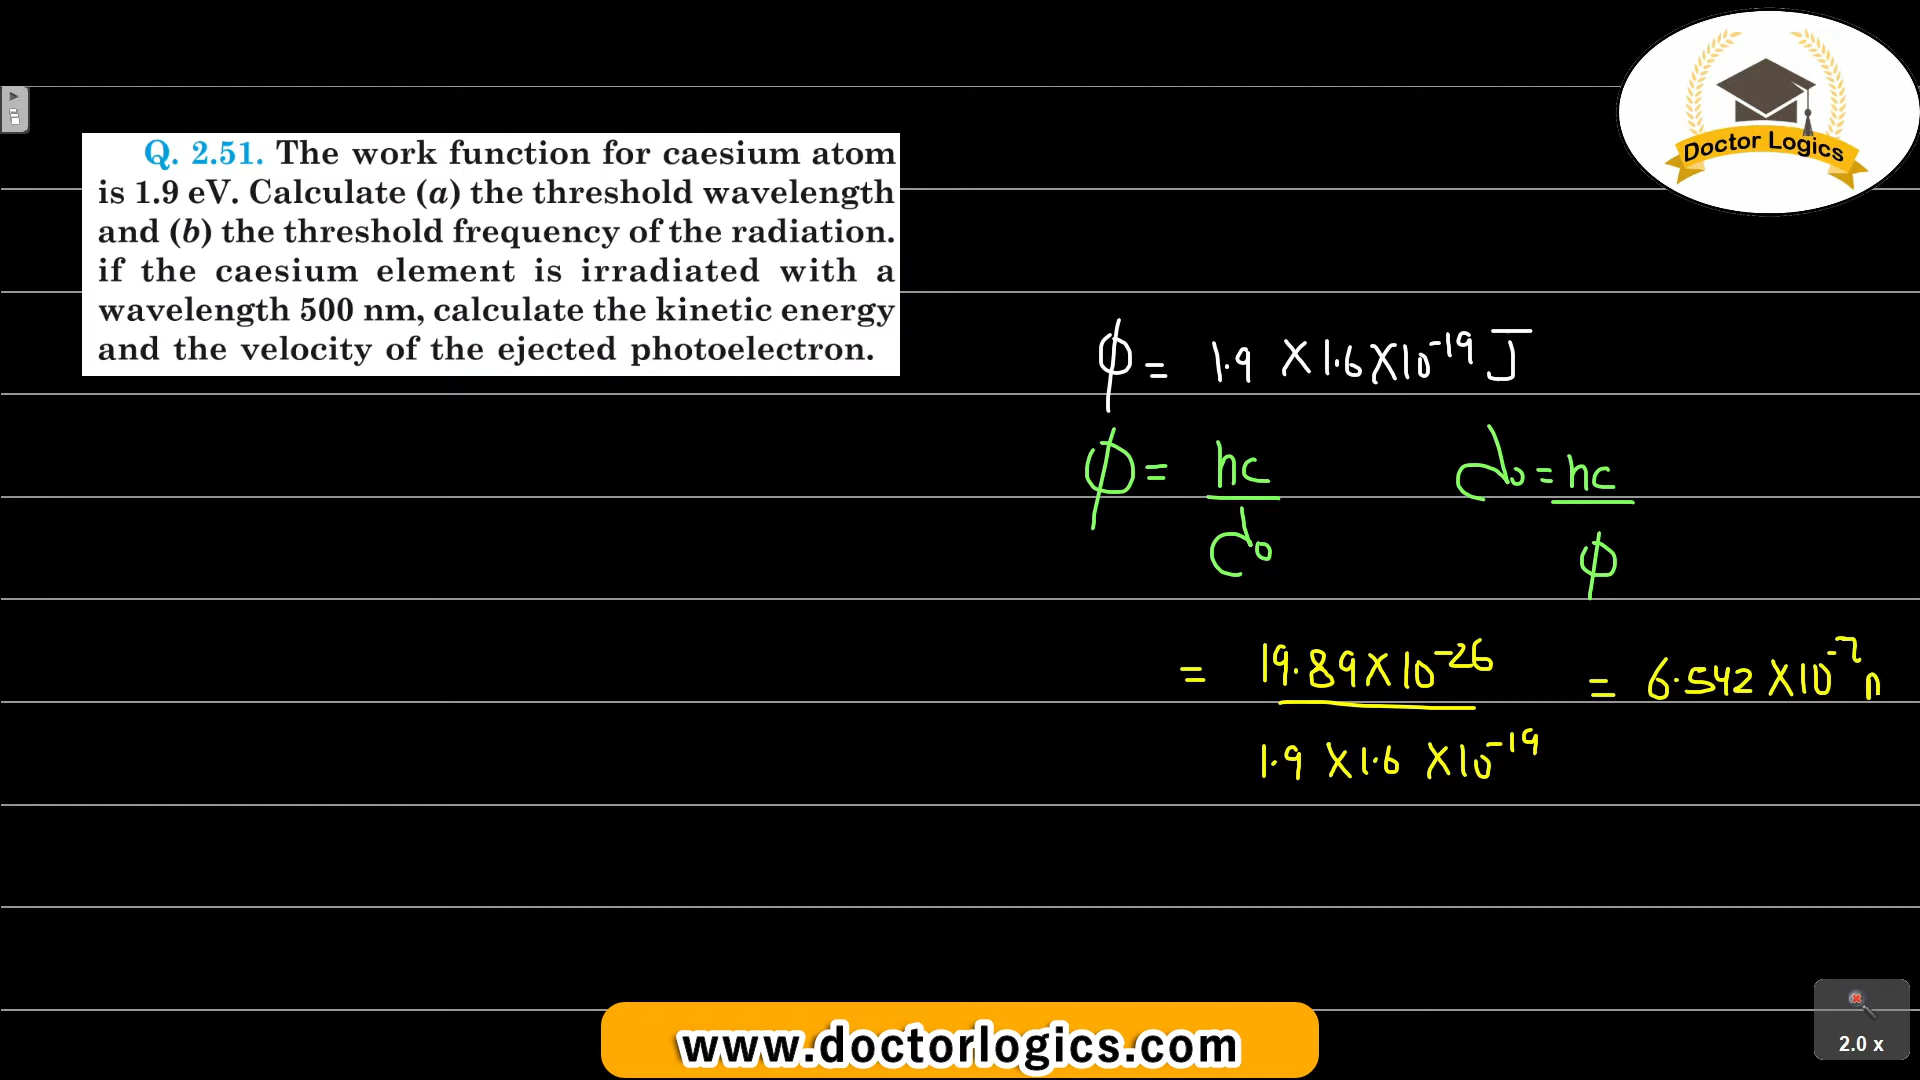 Doctor Logics
Q. 2.51. The work function for caesium atom
is 1.9 eV. Calculate (a) the threshold wavelength
and (b) the threshold frequency of the radiation.
if the caesium element is irradiated with a
wavelength 500 nm, calculate the kinetic energy
and the velocity of the ejected photoelectron.
ϕ = 1.9 × 1.6 × 10⁻¹⁹ J
ϕ = hc / λ₀ λ₀ = hc / ϕ
= 19.89 × 10⁻²⁶ / 1.9 × 1.6 × 10⁻¹⁹ = 6.542 × 10⁻⁷ n
www.doctorlogics.com
2.0 x